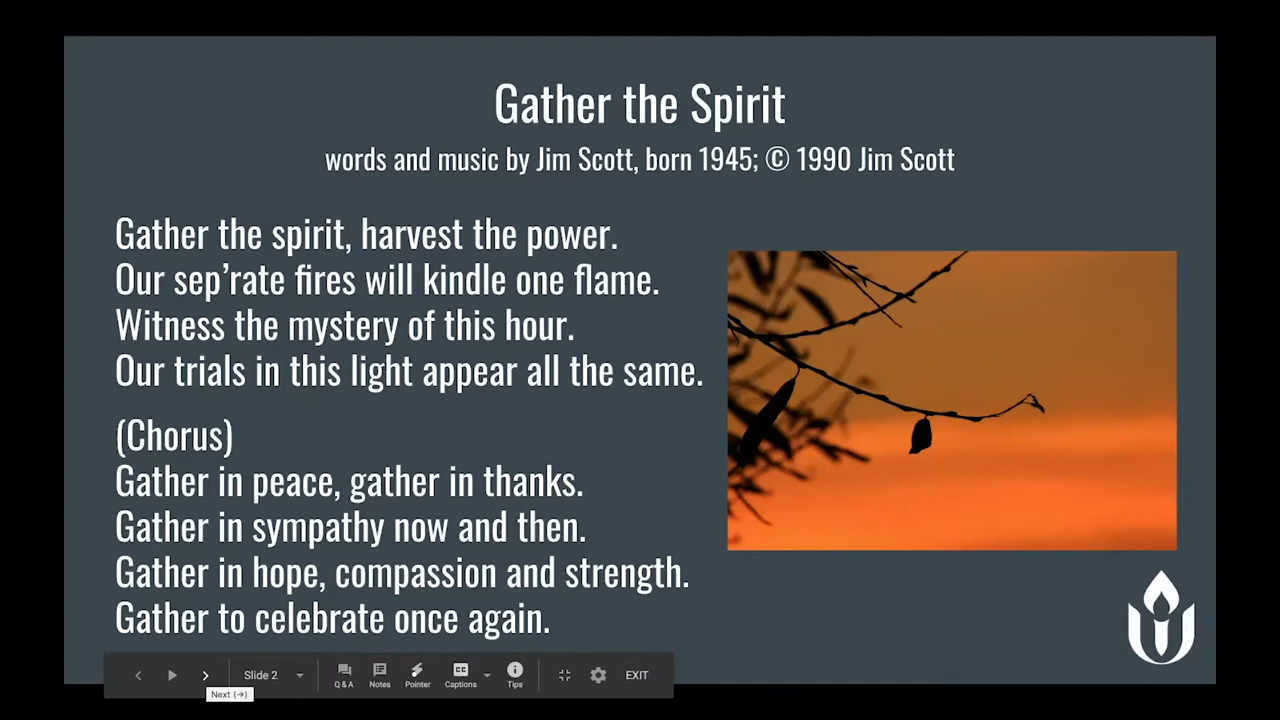 Gather the Spirit
words and music by Jim Scott, born 1945; © 1990 Jim Scott
Gather the spirit, harvest the power.
Our sep’rate fires will kindle one flame.
Witness the mystery of this hour.
Our trials in this light appear all the same.
(Chorus)
Gather in peace, gather in thanks.
Gather in sympathy now and then.
Gather in hope, compassion and strength.
Gather to celebrate once again.
Slide 2
Q & A
Notes
Pointer
Captions
Tips
EXIT
Next (→)